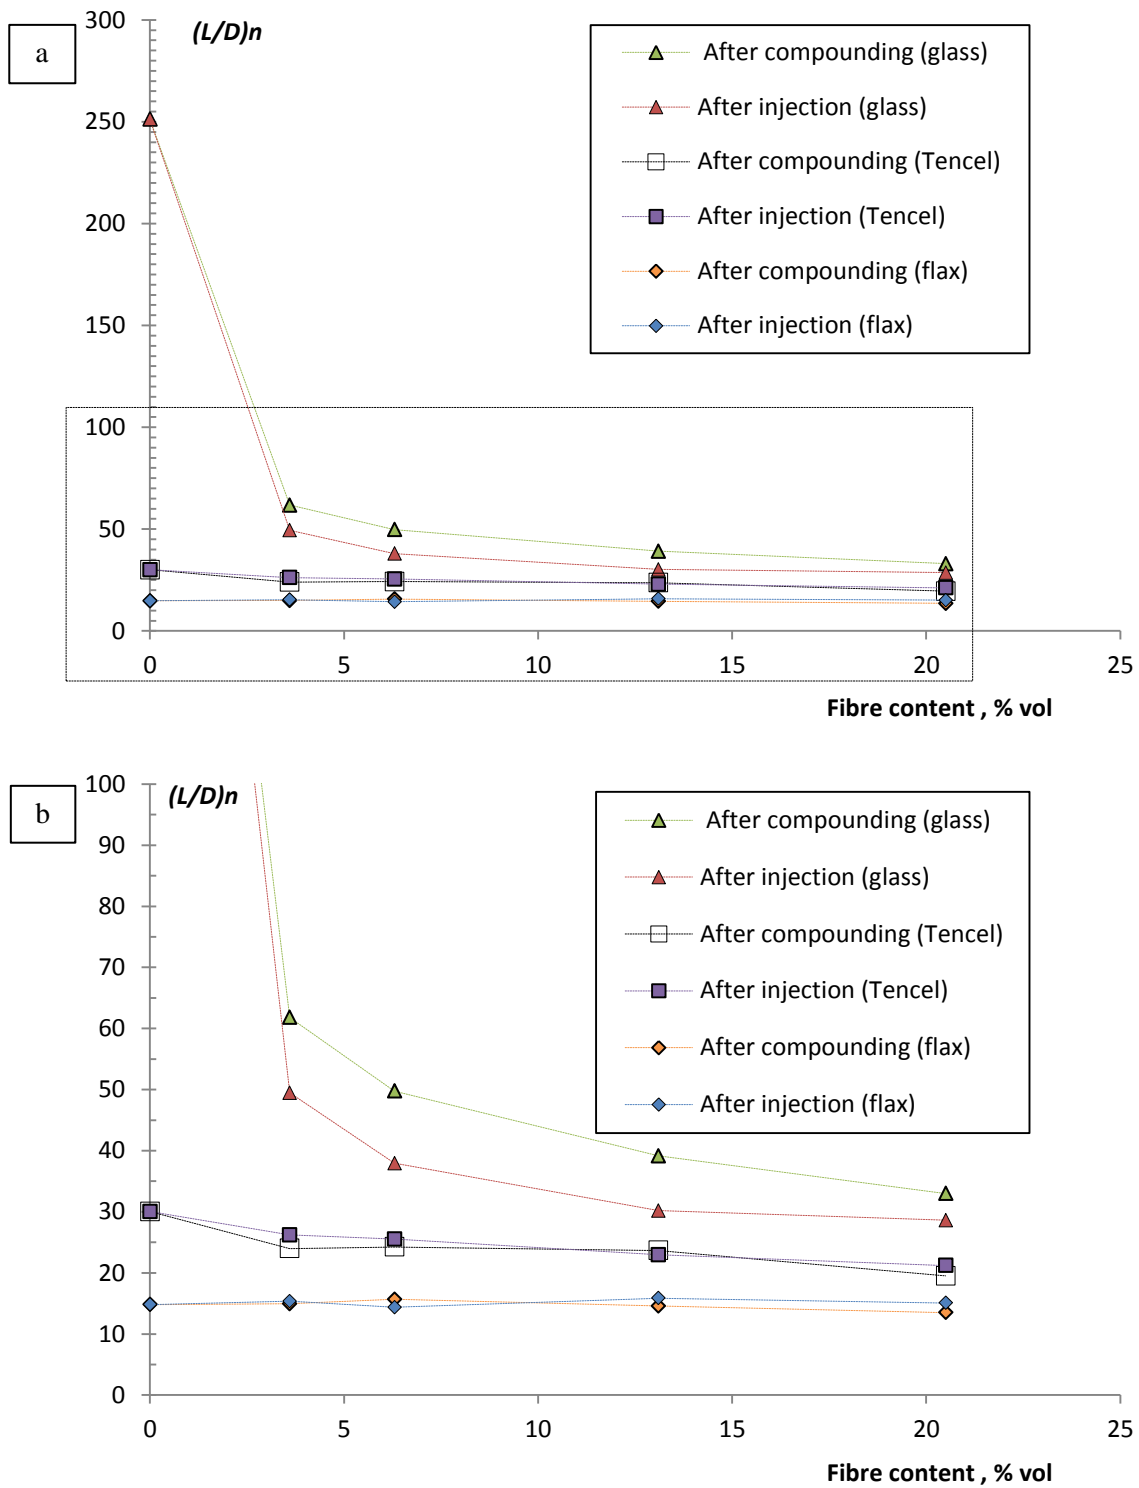 a
(L/D)n
300
250
200
150
100
50
0
0 5 10 15 20 25
Fibre content , % vol
After compounding (glass)
After injection (glass)
After compounding (Tencel)
After injection (Tencel)
After compounding (flax)
After injection (flax)
b
(L/D)n
100
90
80
70
60
50
40
30
20
10
0
0 5 10 15 20 25
Fibre content , % vol
After compounding (glass)
After injection (glass)
After compounding (Tencel)
After injection (Tencel)
After compounding (flax)
After injection (flax)